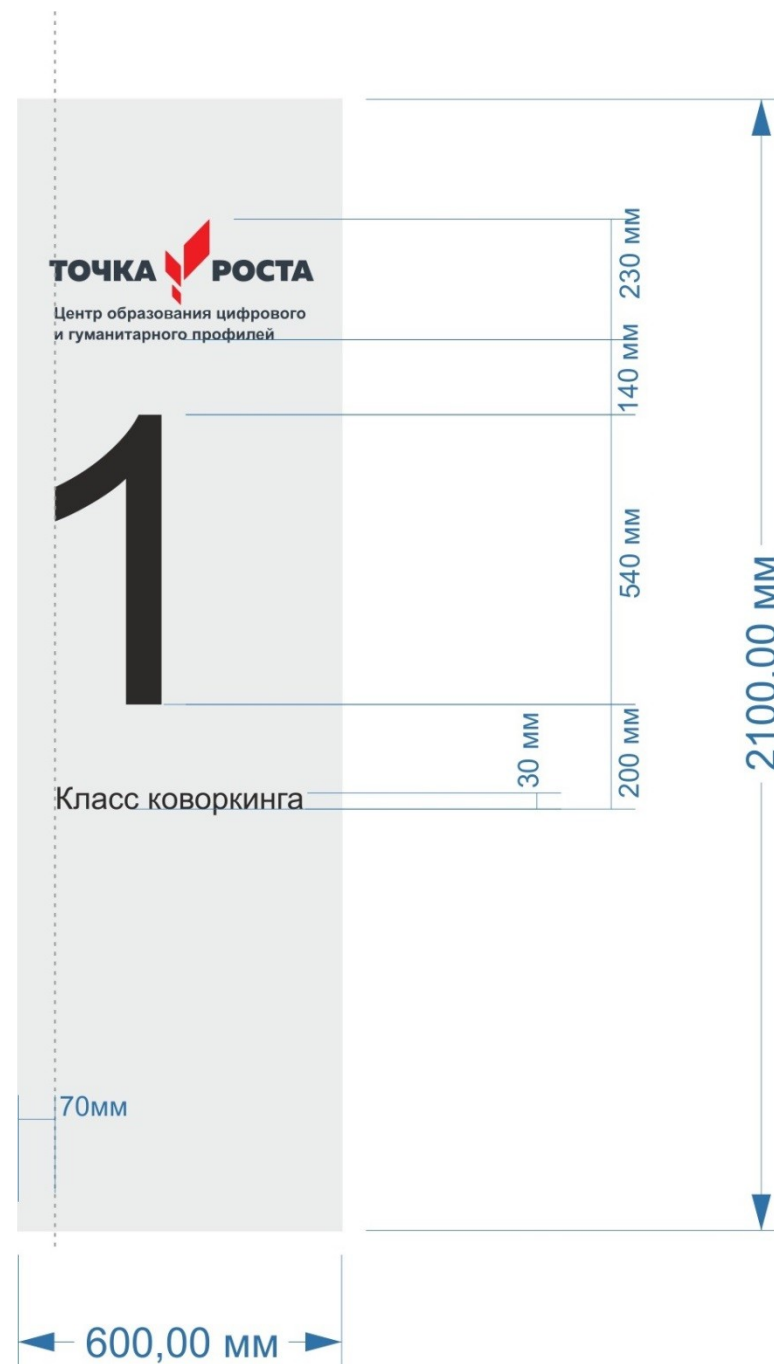 ТОЧКА РОСТА
Центр образования цифрового
и гуманитарного профилей
230 мм
140 мм
1
540 мм
2100,00 мм
30 мм
200 мм
Класс коворкинга
70мм
600,00 мм